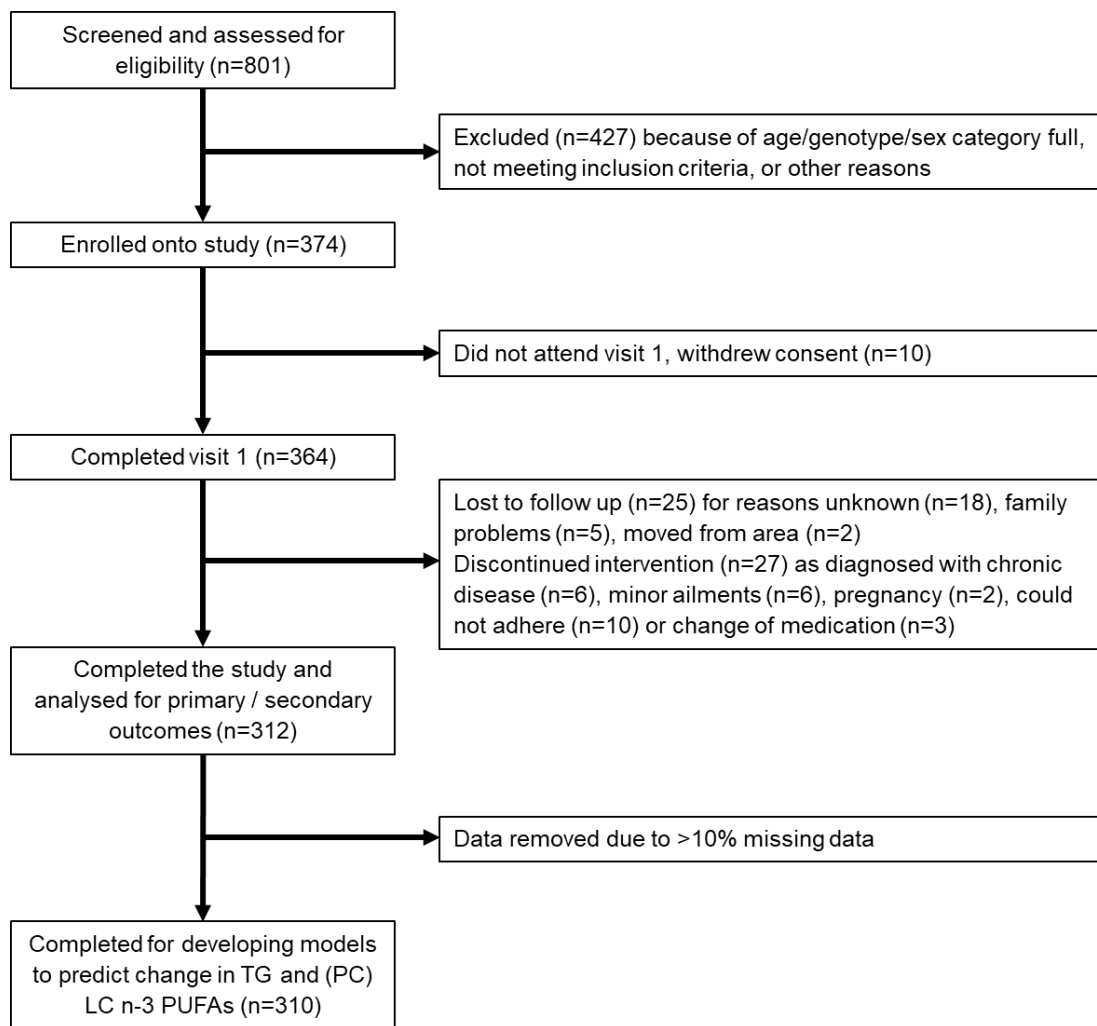 Screened and assessed for
eligibility (n=801)
Excluded (n=427) because of age/genotype/sex category full,
not meeting inclusion criteria, or other reasons
Enrolled onto study (n=374)
Did not attend visit 1, withdrew consent (n=10)
Completed visit 1 (n=364)
Lost to follow up (n=25) for reasons unknown (n=18), family
problems (n=5), moved from area (n=2)
Discontinued intervention (n=27) as diagnosed with chronic
disease (n=6), minor ailments (n=6), pregnancy (n=2), could
not adhere (n=10) or change of medication (n=3)
Completed the study and
analysed for primary / secondary
outcomes (n=312)
Data removed due to >10% missing data
Completed for developing models
to predict change in TG and (PC)
LC n-3 PUFAs (n=310)